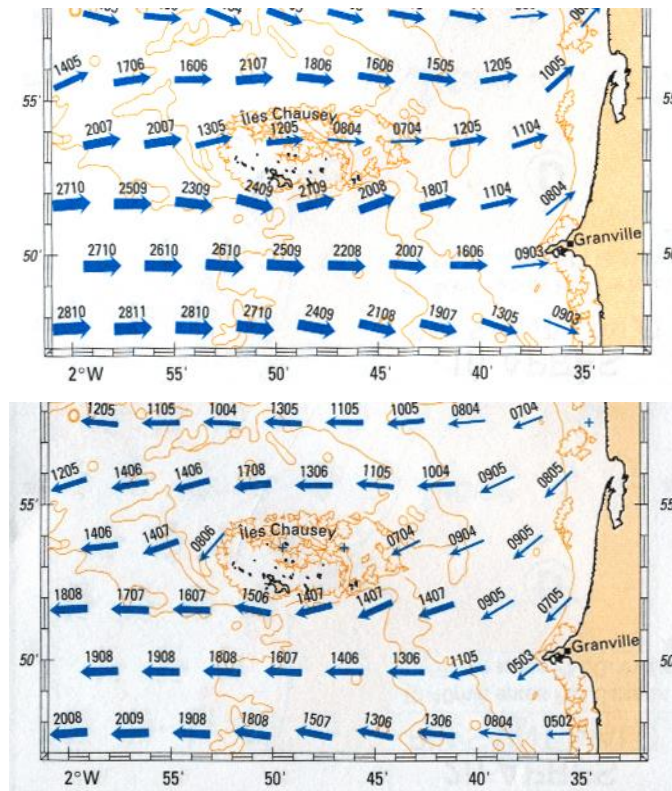 1405 1706 1606 2107 1806 1606 1505 1205 1005
55'
Îles Chausey
2007 2007 1305 1205 0804 0704 1205 1104
2710 2509 2309 2409 2109 2008 1807 1104 0804
Granville
50'
2710 2610 2610 2509 2208 2007 1606 0903
2810 2811 2810 2710 2409 2108 1907 1305 0903
2°W 55' 50' 45' 40' 35'
1205 1105 1004 1305 1105 1005 0804 0704
1205 1406 1406 1708 1306 1105 1004 0905 0805
55'
Îles Chausey
1406 1407 0806 0704 0904 0905
1808 1707 1607 1506 1407 1407 1407 0905 0705
Granville
50'
1908 1908 1808 1607 1406 1306 1105 0503
2008 2009 1908 1808 1507 1306 1306 0804 0502
2°W 55' 50' 45' 40' 35'